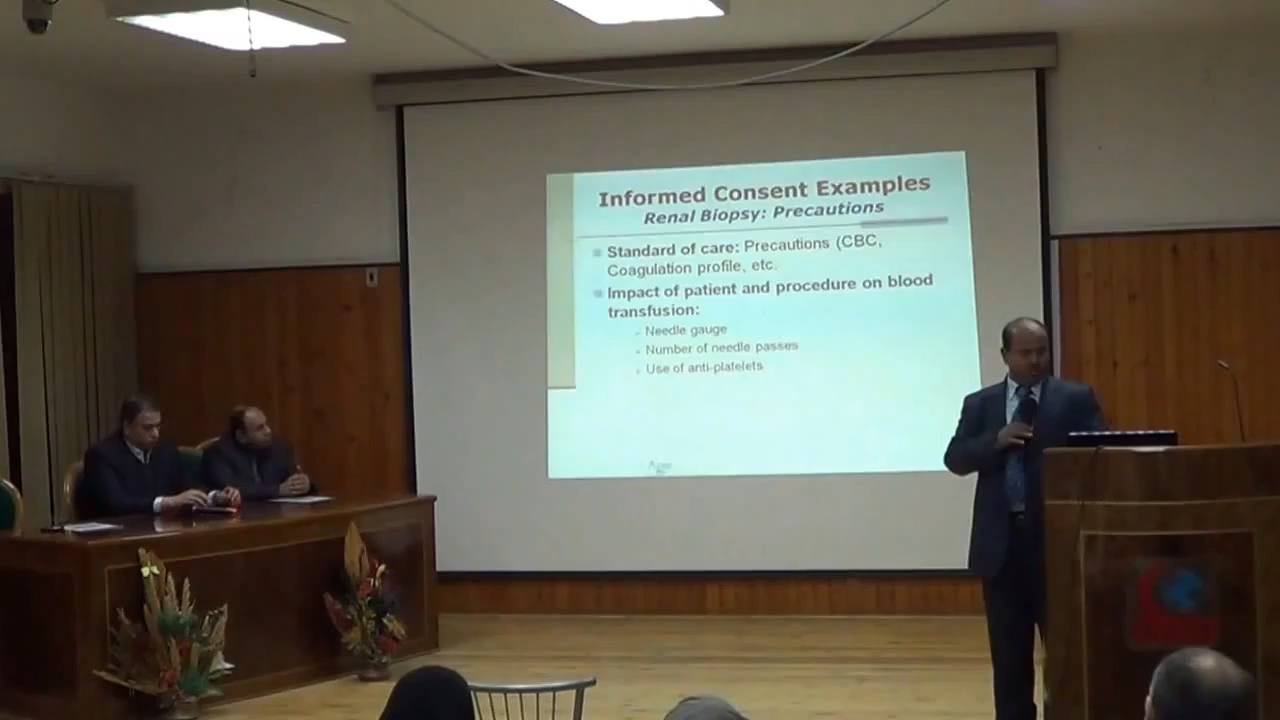 Informed Consent Examples
Renal Biopsy: Precautions
Standard of care: Precautions (CBC,
Coagulation profile, etc.
Impact of patient and procedure on blood
transfusion:
Needle gauge
Number of needle passes
Use of anti-platelets